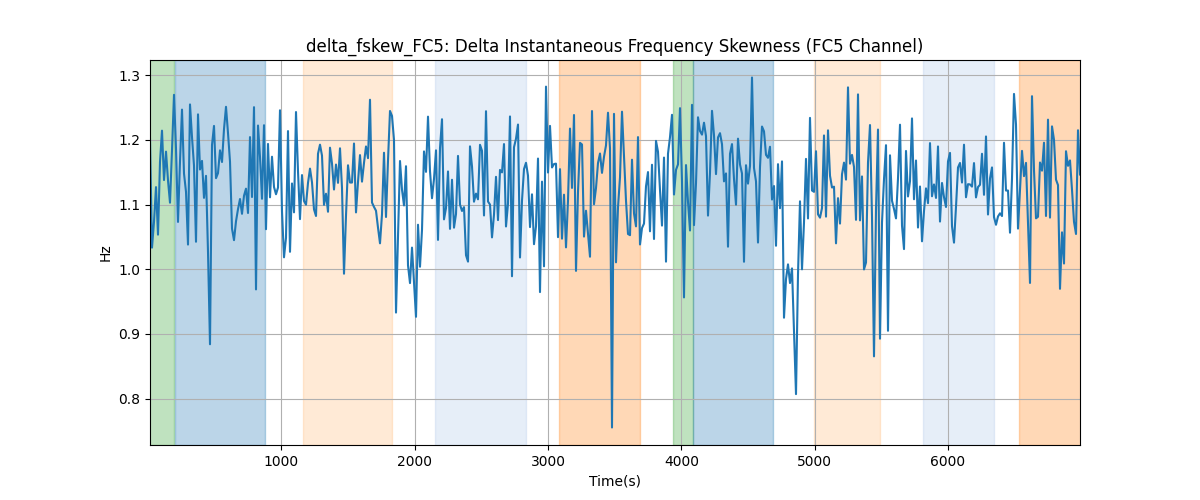 delta_fskew_FC5: Delta Instantaneous Frequency Skewness (FC5 Channel)
1.3
1.2
1.1
1.0
0.9
0.8
Hz
1000 2000 3000 4000 5000 6000
Time(s)